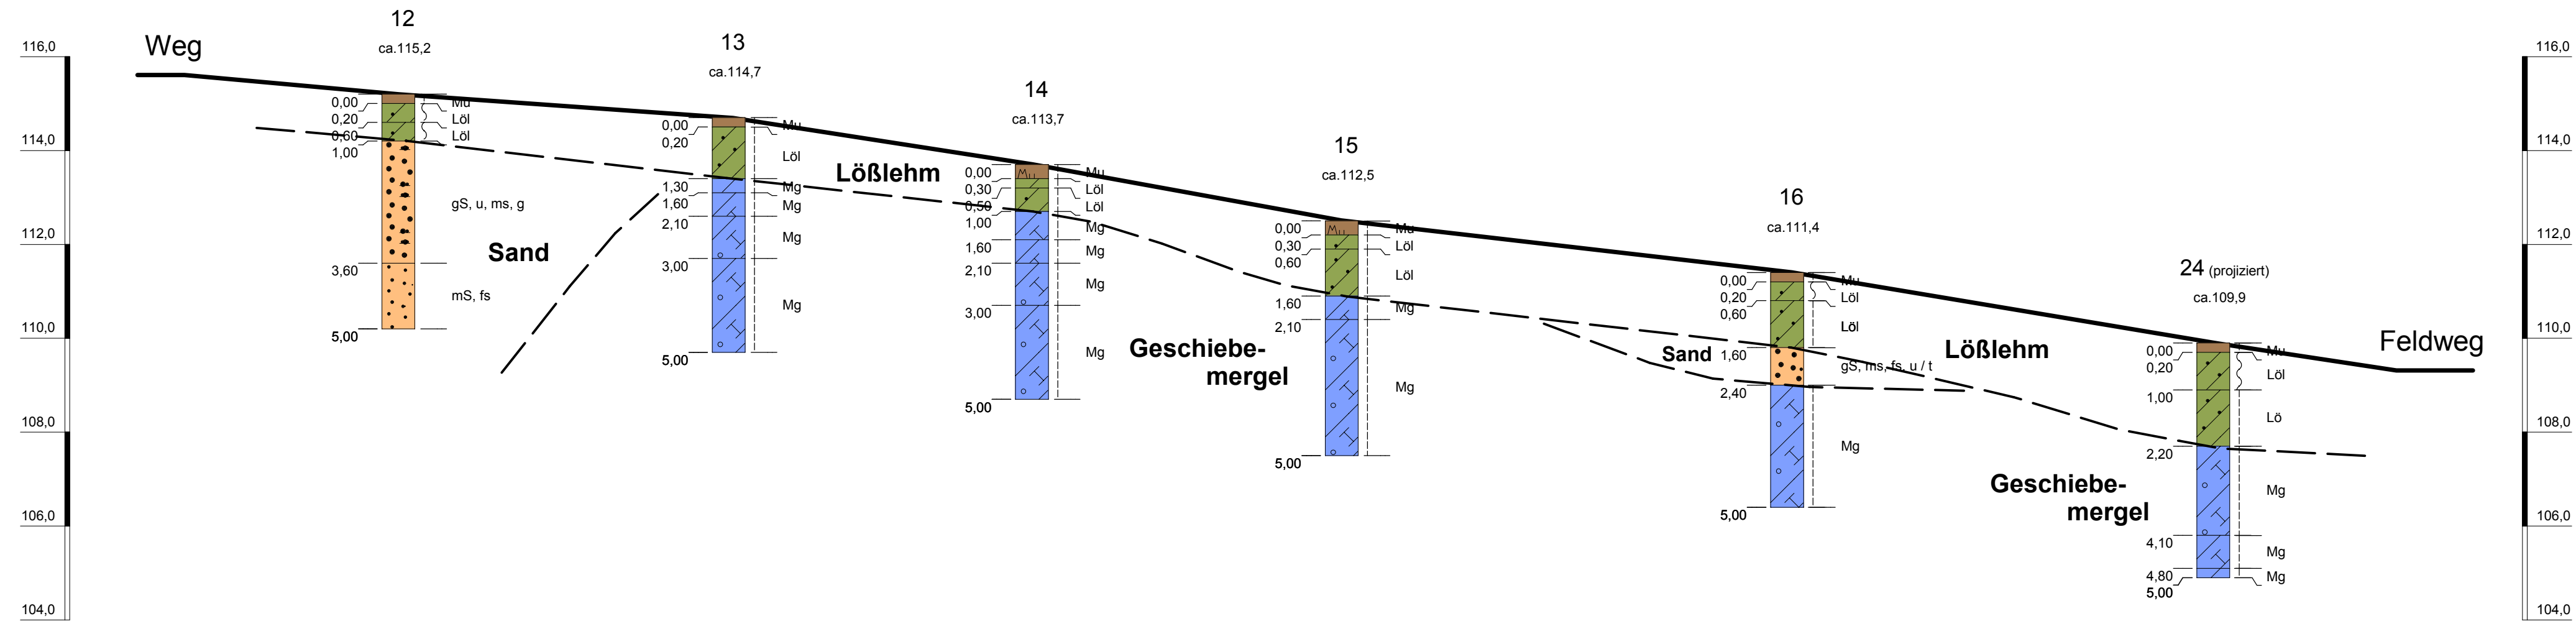 116,0
114,0
112,0
110,0
108,0
106,0
104,0
Weg
12
ca.115,2
0,00
0,20
0,60
1,00
3,60
5,00
Mu
Löl
Löl
gS, u, ms, g
mS, fs
Sand
13
ca.114,7
0,00
0,20
1,30
1,60
2,10
3,00
5,00
Mu
Löl
Mg
Mg
Mg
Mg
Lößlehm
14
ca.113,7
0,00
0,30
0,50
1,00
1,60
2,10
3,00
5,00
Mu
Mu
Löl
Löl
Mg
Mg
Mg
Mg
Geschiebe-
mergel
15
ca.112,5
0,00
0,30
0,60
1,60
2,10
5,00
Mu
Mu
Löl
Löl
Mg
Mg
16
ca.111,4
0,00
0,20
0,60
1,60
2,40
5,00
Mu
Löl
Löl
gS, ms, fs, u / t
Mg
Sand
Lößlehm
Geschiebe-
mergel
24 (projiziert)
ca.109,9
0,00
0,20
1,00
2,20
4,10
4,80
5,00
Mu
Löl
Lö
Mg
Mg
Mg
Feldweg
116,0
114,0
112,0
110,0
108,0
106,0
104,0